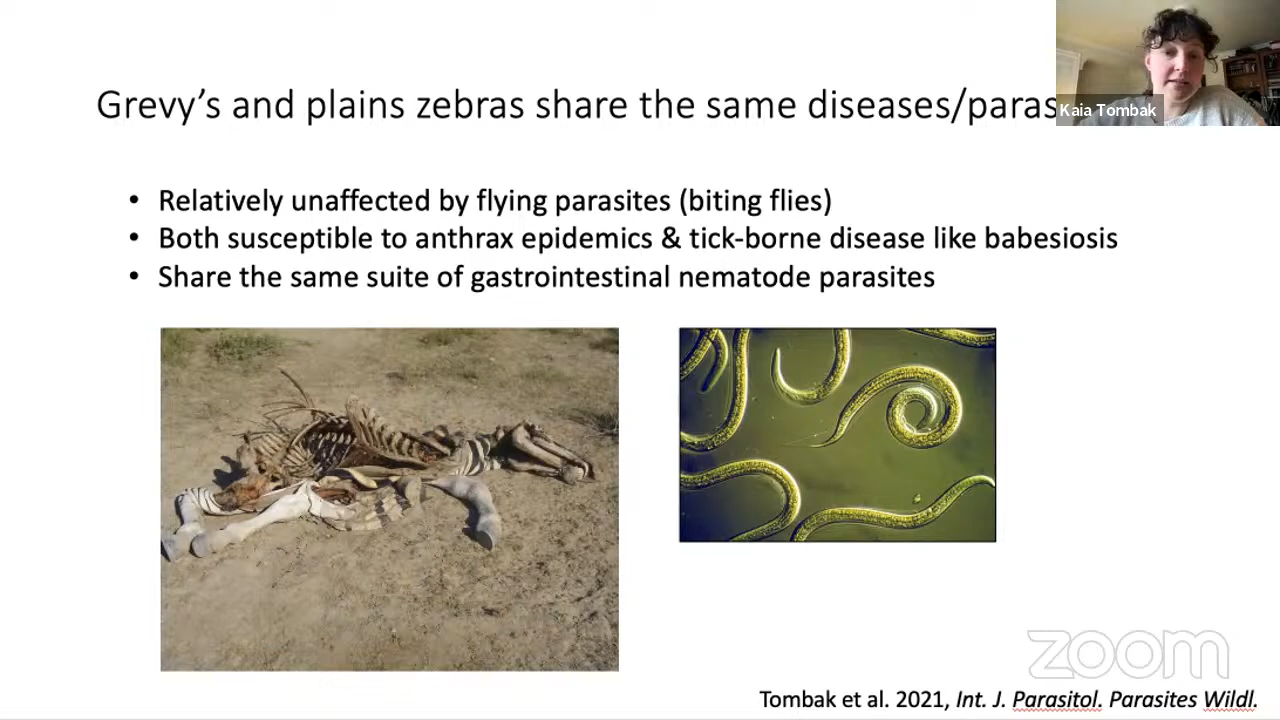 Grevy's and plains zebras share the same diseases/paras
Kaia Tombak
• Relatively unaffected by flying parasites (biting flies)
• Both susceptible to anthrax epidemics & tick-borne disease like babesiosis
• Share the same suite of gastrointestinal nematode parasites
zoom
Tombak et al. 2021, Int. J. Parasitol. Parasites Wildl.